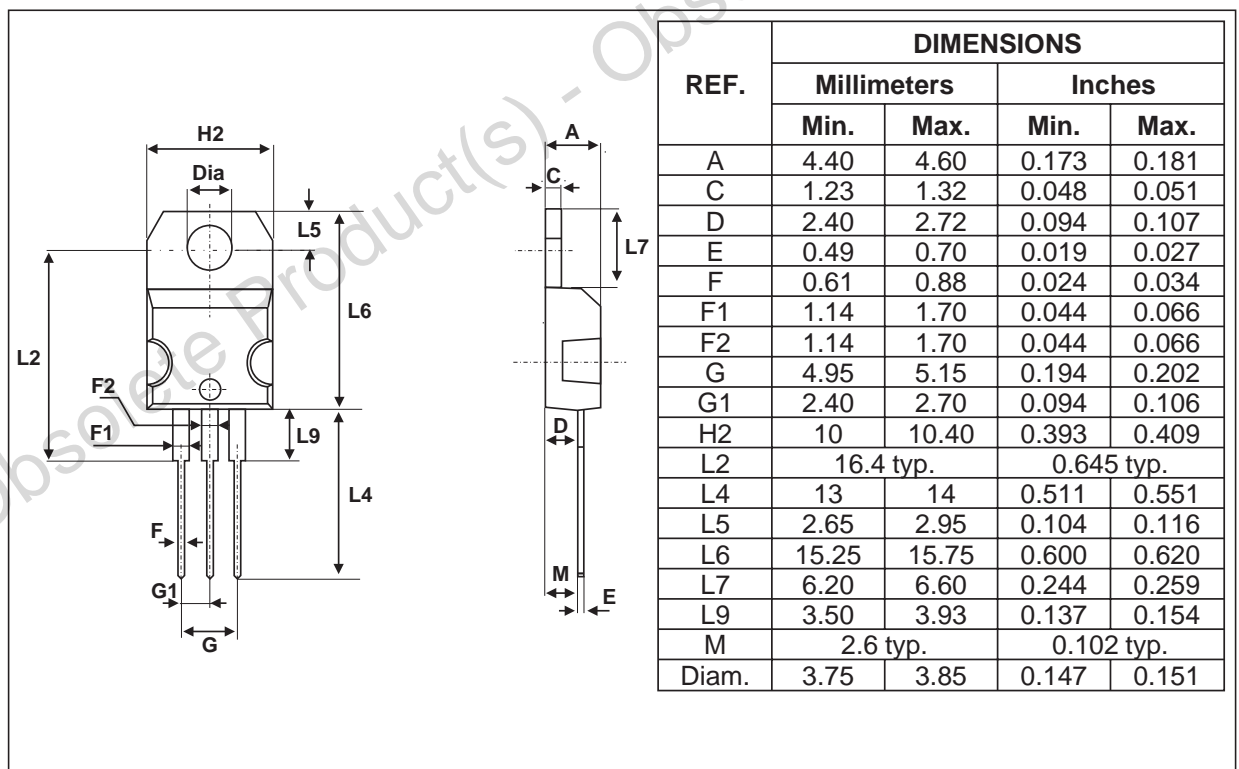 Obsolete Product(s) - Obs
H2
Dia
L5
L6
L2
F2
F1
L9
L4
F
G1
G
A
C
L7
D
M
E
REF. DIMENSIONS
Millimeters Inches
Min. Max. Min. Max.
A 4.40 4.60 0.173 0.181
C 1.23 1.32 0.048 0.051
D 2.40 2.72 0.094 0.107
E 0.49 0.70 0.019 0.027
F 0.61 0.88 0.024 0.034
F1 1.14 1.70 0.044 0.066
F2 1.14 1.70 0.044 0.066
G 4.95 5.15 0.194 0.202
G1 2.40 2.70 0.094 0.106
H2 10 10.40 0.393 0.409
L2 16.4 typ. 0.645 typ.
L4 13 14 0.511 0.551
L5 2.65 2.95 0.104 0.116
L6 15.25 15.75 0.600 0.620
L7 6.20 6.60 0.244 0.259
L9 3.50 3.93 0.137 0.154
M 2.6 typ. 0.102 typ.
Diam. 3.75 3.85 0.147 0.151